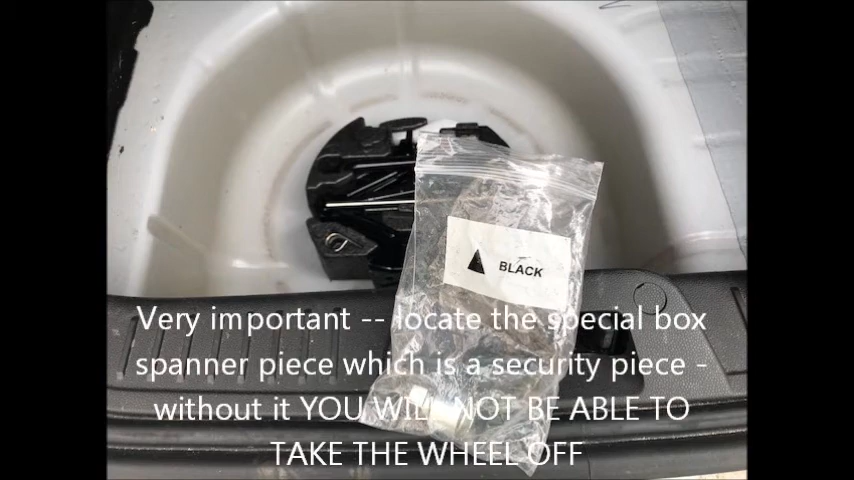 BLACK
Very important -- locate the special box
spanner piece which is a security piece -
without it YOU WILL NOT BE ABLE TO
TAKE THE WHEEL OFF